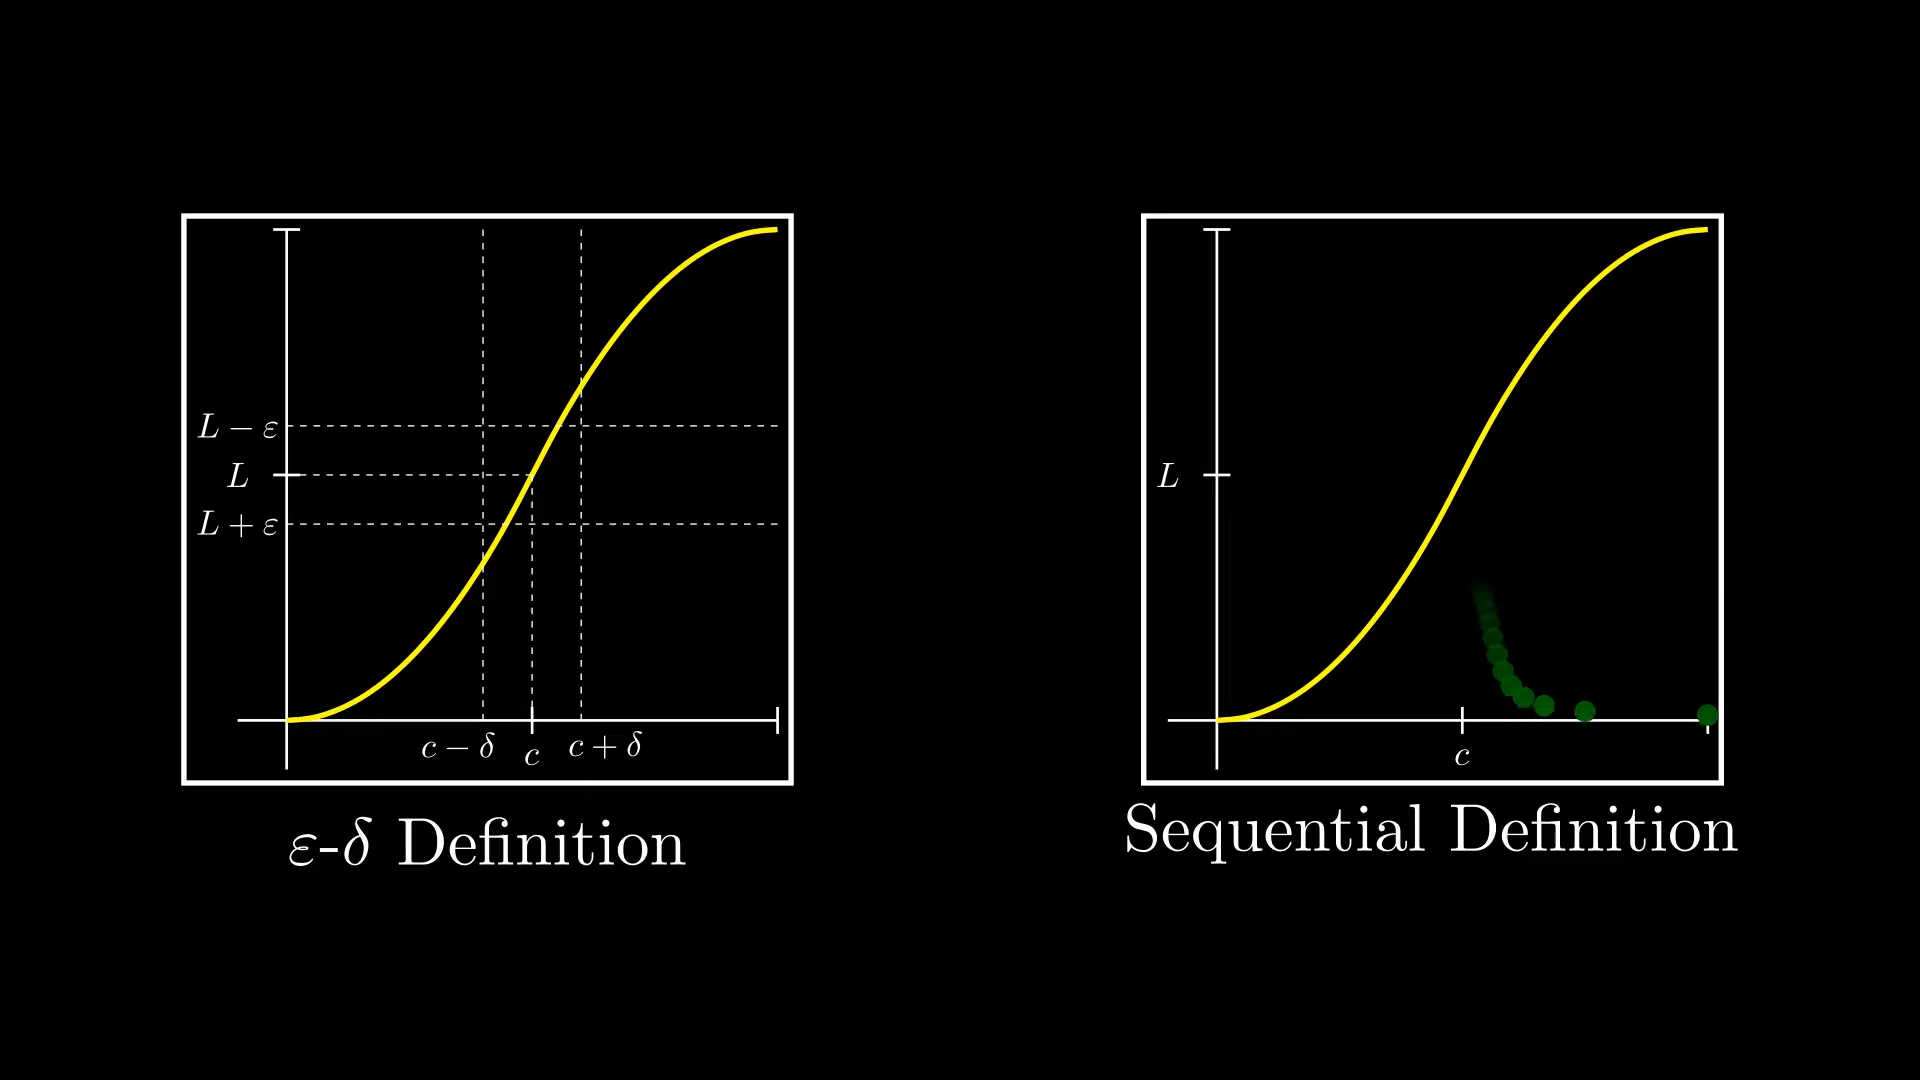 L − ε
L
L + ε
c − δ
c
c + δ
ε-δ Definition
L
c
Sequential Definition